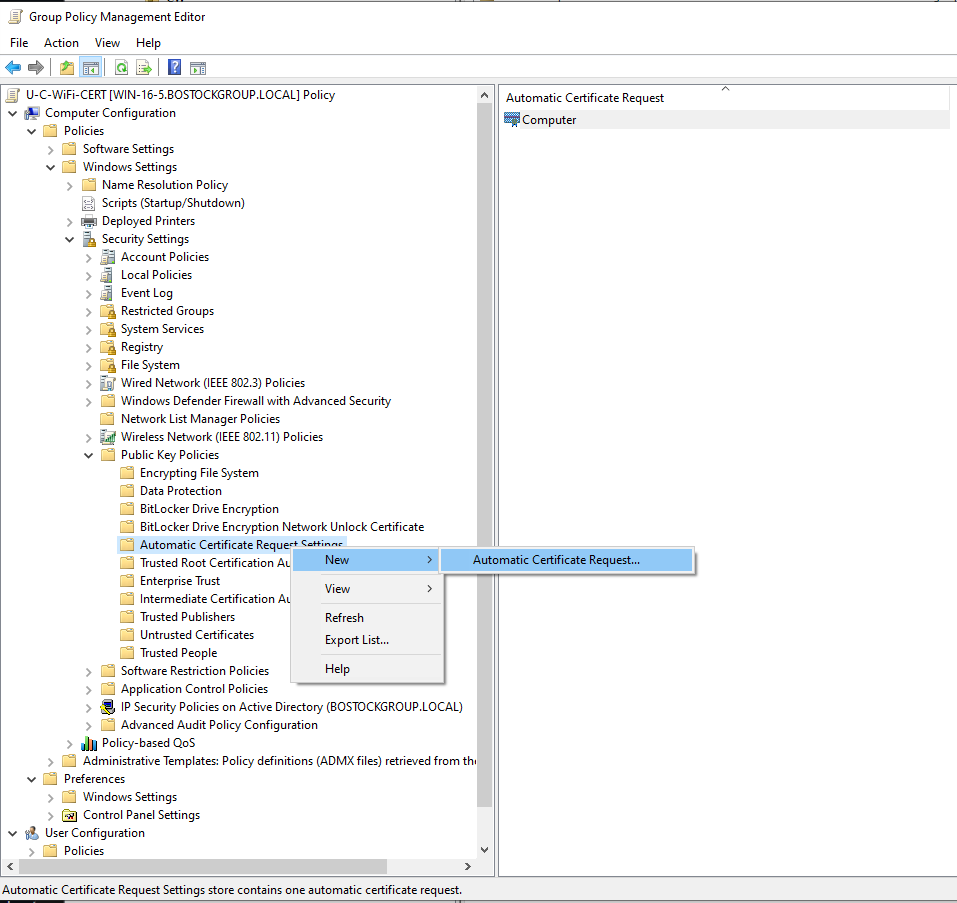 Group Policy Management Editor
File Action View Help
U-C-WiFi-CERT [WIN-16-5.BOSTOCKGROUP.LOCAL] Policy
Computer Configuration
Policies
Software Settings
Windows Settings
Name Resolution Policy
Scripts (Startup/Shutdown)
Deployed Printers
Security Settings
Account Policies
Local Policies
Event Log
Restricted Groups
System Services
Registry
File System
Wired Network (IEEE 802.3) Policies
Windows Defender Firewall with Advanced Security
Network List Manager Policies
Wireless Network (IEEE 802.11) Policies
Public Key Policies
Encrypting File System
Data Protection
BitLocker Drive Encryption
BitLocker Drive Encryption Network Unlock Certificate
Automatic Certificate Request Settings
Trusted Root Certification Au
Enterprise Trust
Intermediate Certification Au
Trusted Publishers
Untrusted Certificates
Trusted People
Software Restriction Policies
Application Control Policies
IP Security Policies on Active Directory (BOSTOCKGROUP.LOCAL)
Advanced Audit Policy Configuration
Policy-based QoS
Administrative Templates: Policy definitions (ADMX files) retrieved from the
Preferences
Windows Settings
Control Panel Settings
User Configuration
Policies
New
View
Refresh
Export List...
Help
Automatic Certificate Request...
Automatic Certificate Request
Computer
Automatic Certificate Request Settings store contains one automatic certificate request.